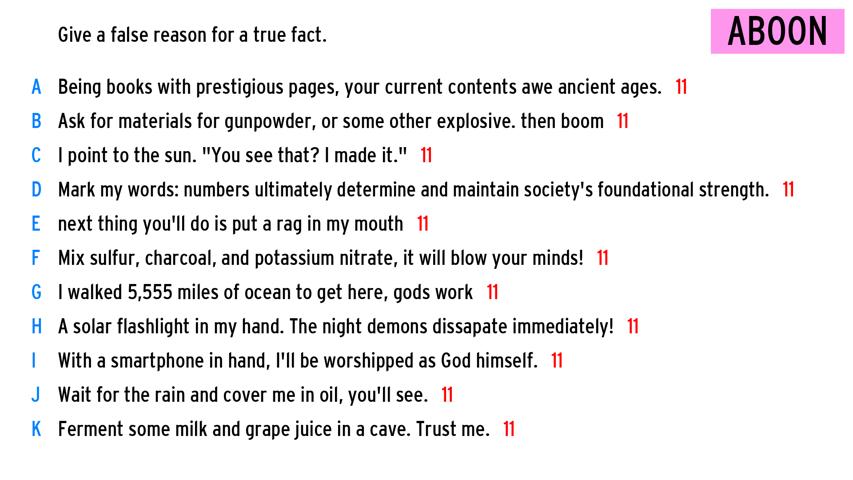 Give a false reason for a true fact.
ABOON
A Being books with prestigious pages, your current contents awe ancient ages. 11
B Ask for materials for gunpowder, or some other explosive. then boom 11
C I point to the sun. "You see that? I made it." 11
D Mark my words: numbers ultimately determine and maintain society's foundational strength. 11
E next thing you'll do is put a rag in my mouth 11
F Mix sulfur, charcoal, and potassium nitrate, it will blow your minds! 11
G I walked 5,555 miles of ocean to get here, gods work 11
H A solar flashlight in my hand. The night demons dissapate immediately! 11
I With a smartphone in hand, I'll be worshipped as God himself. 11
J Wait for the rain and cover me in oil, you'll see. 11
K Ferment some milk and grape juice in a cave. Trust me. 11